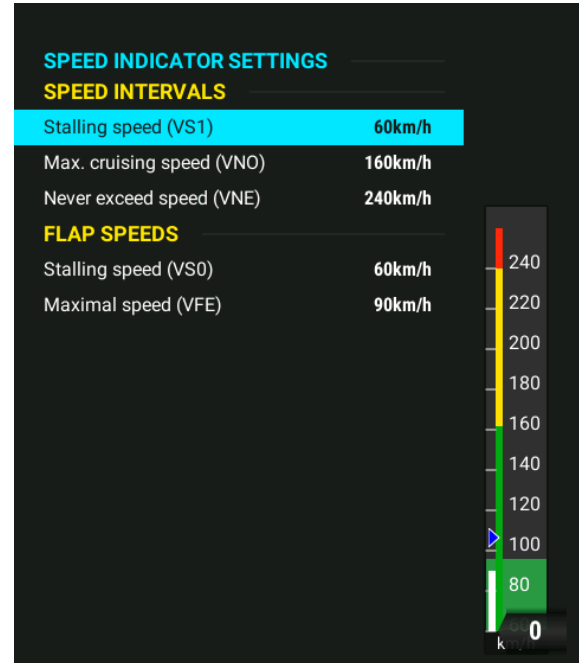 SPEED INDICATOR SETTINGS
SPEED INTERVALS
Stalling speed (VS1) 60km/h
Max. cruising speed (VNO) 160km/h
Never exceed speed (VNE) 240km/h
FLAP SPEEDS
Stalling speed (VS0) 60km/h
Maximal speed (VFE) 90km/h
240
220
200
180
160
140
120
100
80
0